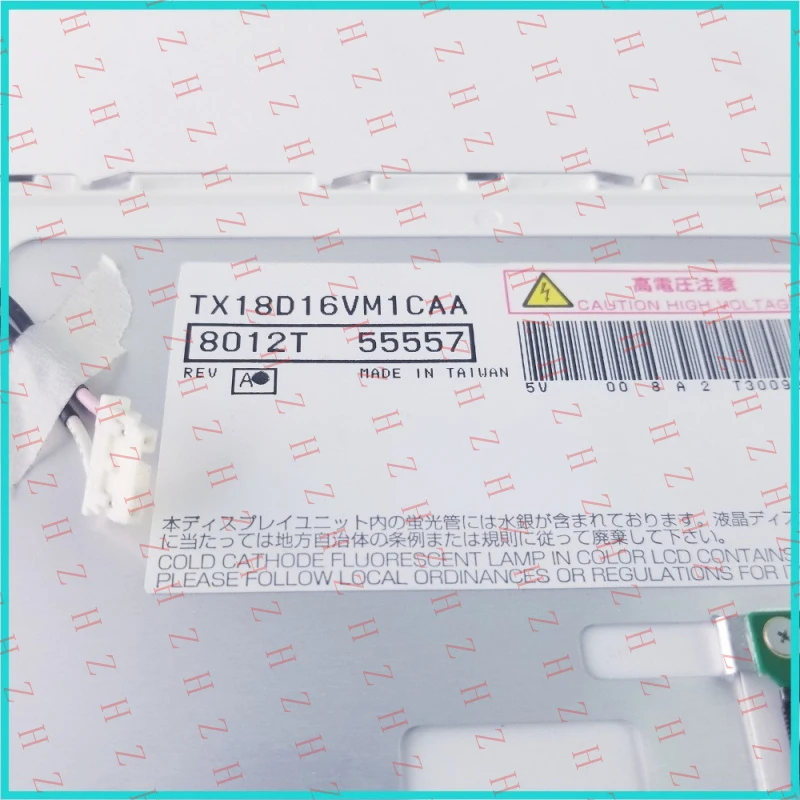 TX18D16VM1CAA
8012T 55557
REV A
MADE IN TAIWAN
高電圧注意
CAUTION HIGH VOLTAG
5V 00 8 A 2 T3009
本ディスプレイユニット内の蛍光管には水銀が含まれております。液晶ディス
に当たっては地方自治体の条例または規則に従って廃棄して下さい。
COLD CATHODE FLUORESCENT LAMP IN COLOR LCD CONTAINS
PLEASE FOLLOW LOCAL ORDINANCES OR REGULATIONS FOR I
HZH